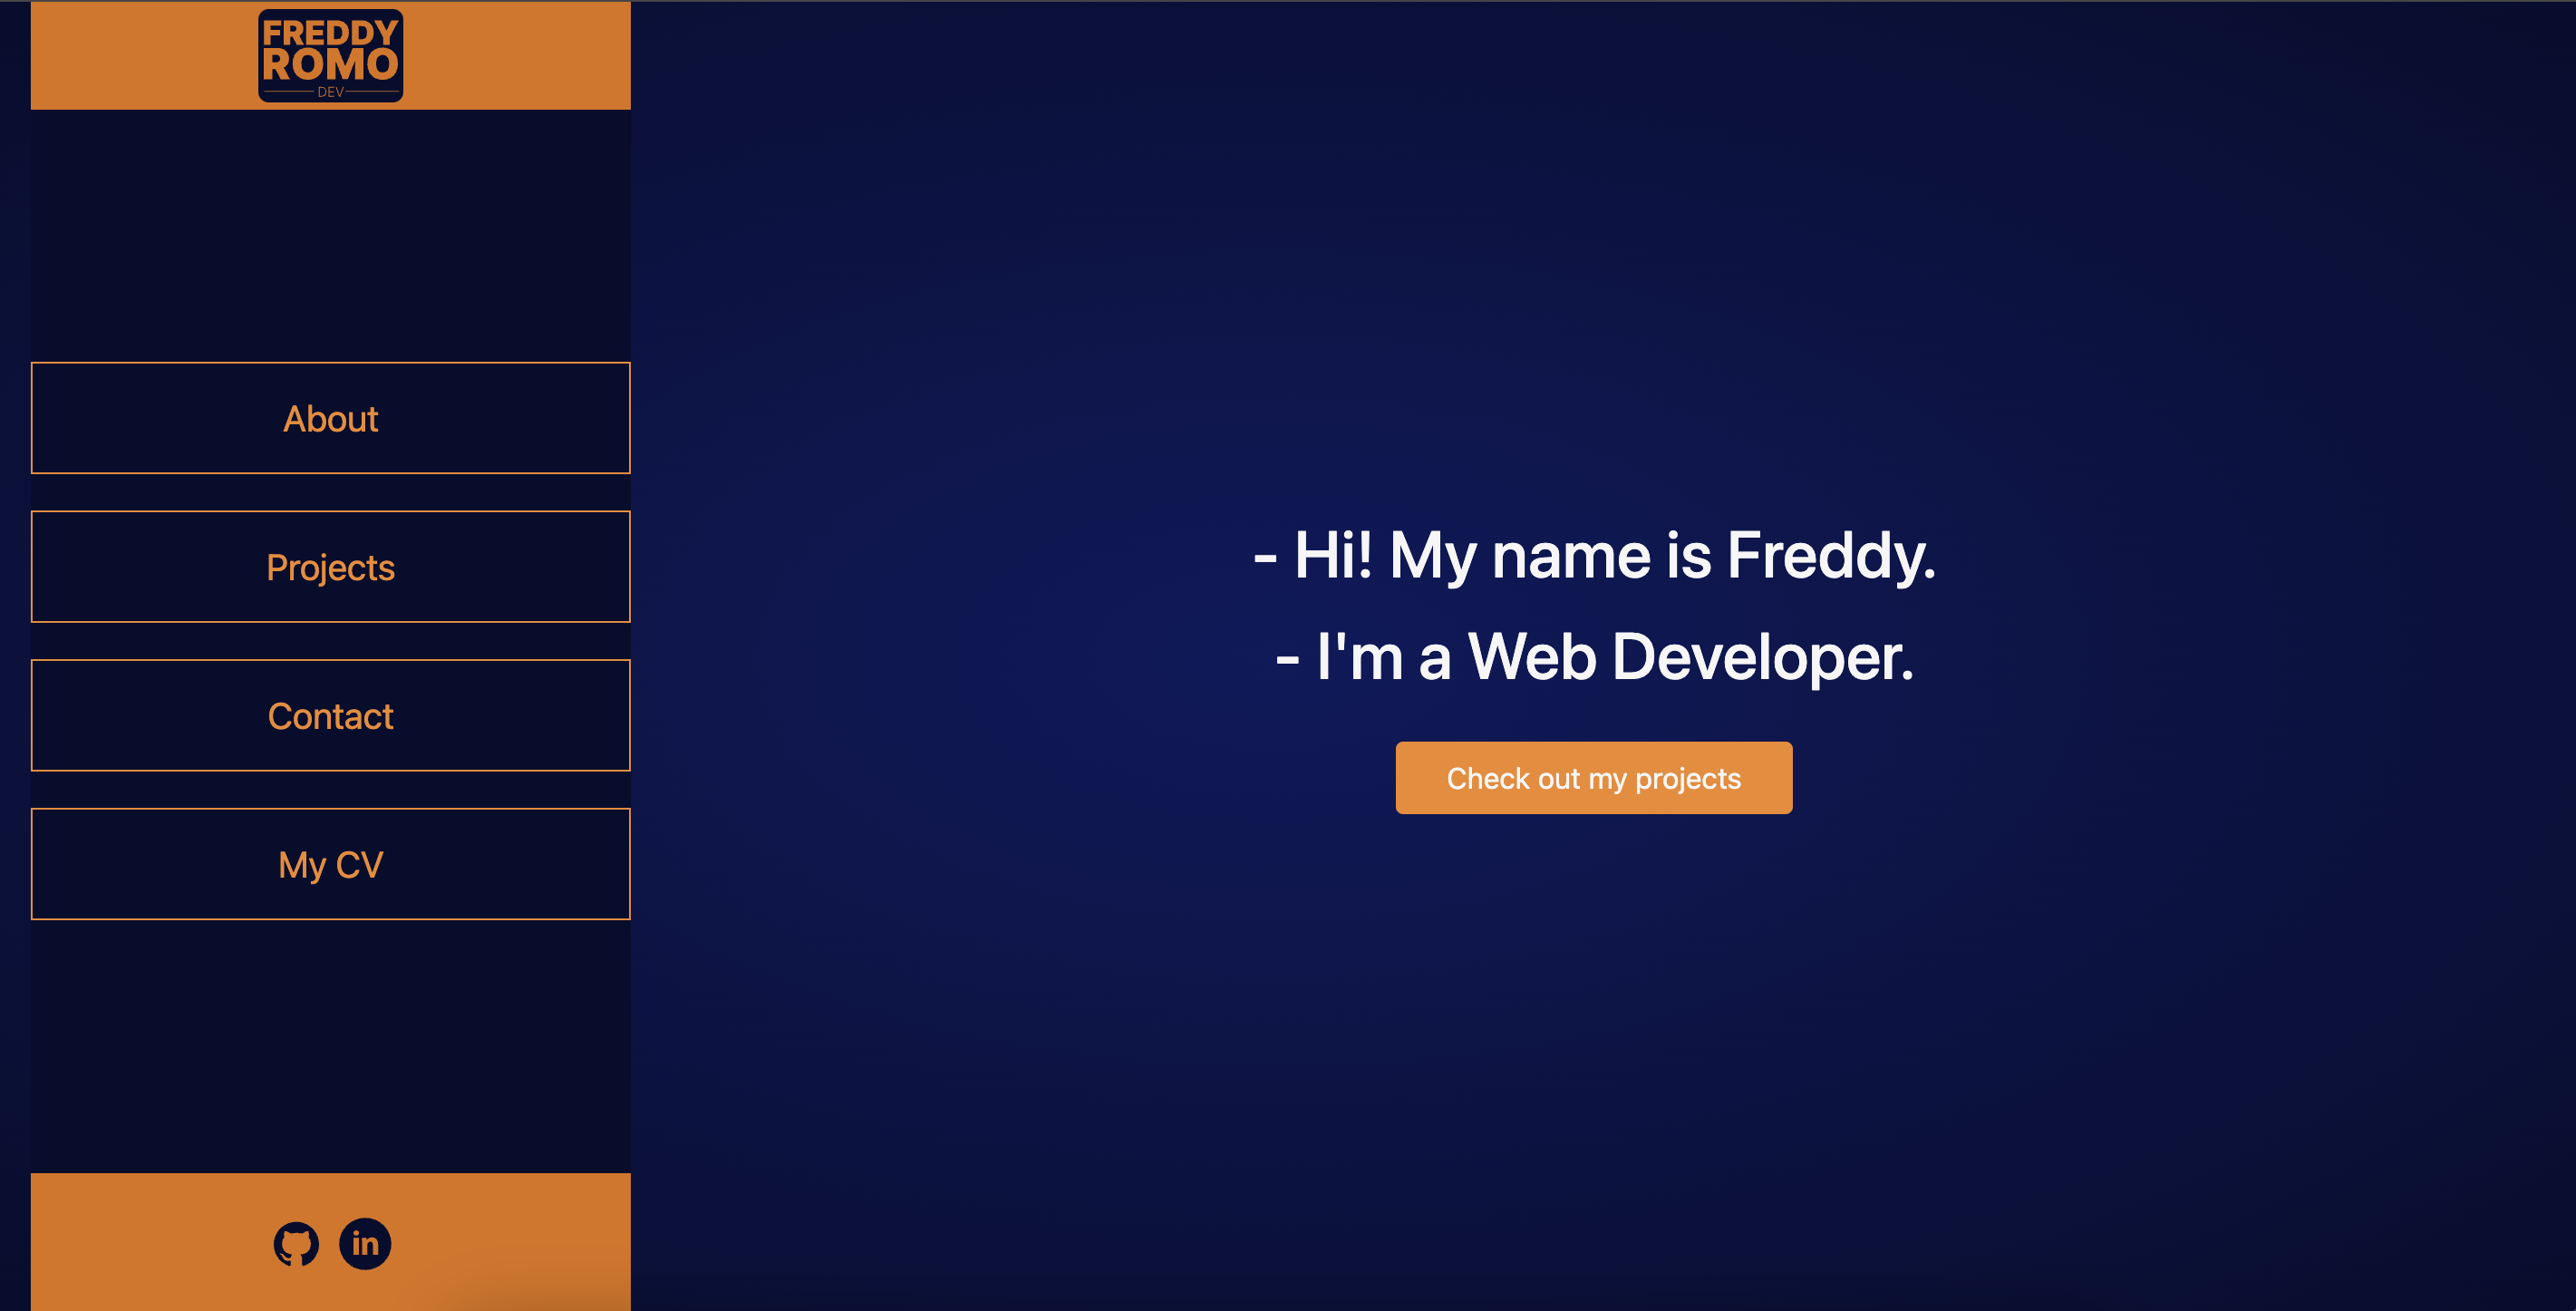 FREDDY
ROMO
DEV
About
Projects
Contact
My CV
- Hi! My name is Freddy.
- I'm a Web Developer.
Check out my projects
in